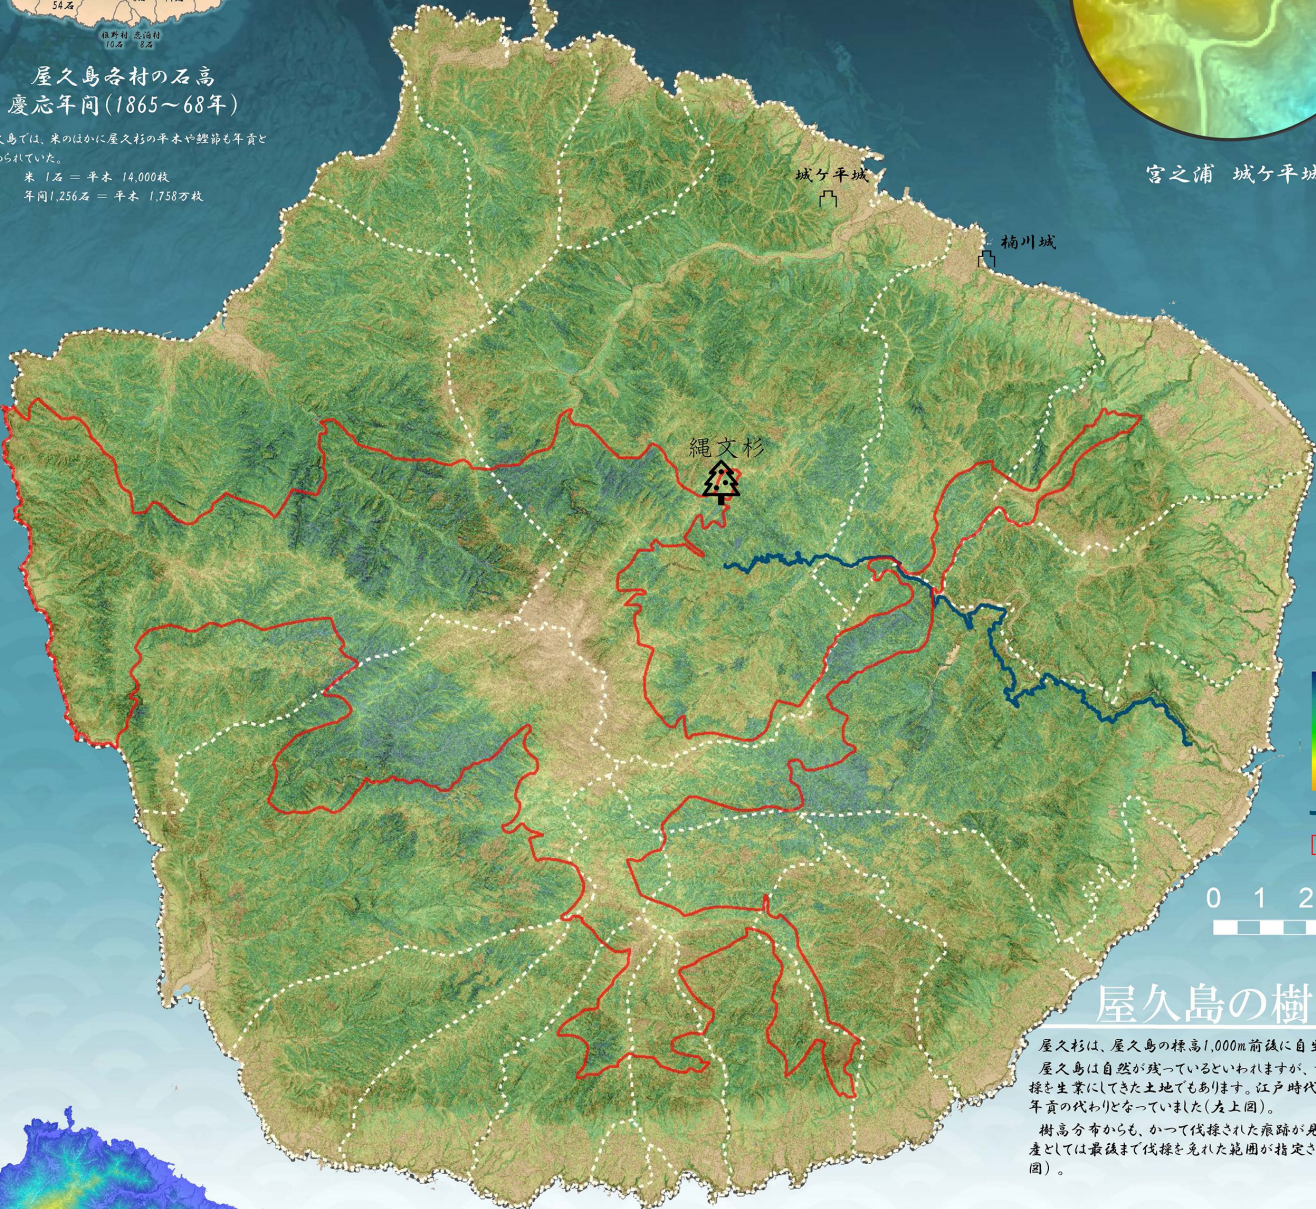 54石
10石 8石
屋久島各村の石高
慶応年間(1865～68年)
久島では、米のほかに屋久杉の平木や鰹節も年貢と
められていた。
米 1石 = 平木 14,000枚
年間1,256石 = 平木 1,758万枚
宮之浦 城ケ平城
城ケ平城
楠川城
縄文杉
0 1 2
屋久島の樹
屋久杉は、屋久島の標高1,000m前後に自生
屋久島は自然が残っているといわれますが、
採を生業にしてきた土地でもあります。江戸時代
年貢の代わりとなっていました(左上図)。
樹高分布からも、かつて伐採された痕跡が見
産としては最後まで伐採を免れた範囲が指定さ
図)。